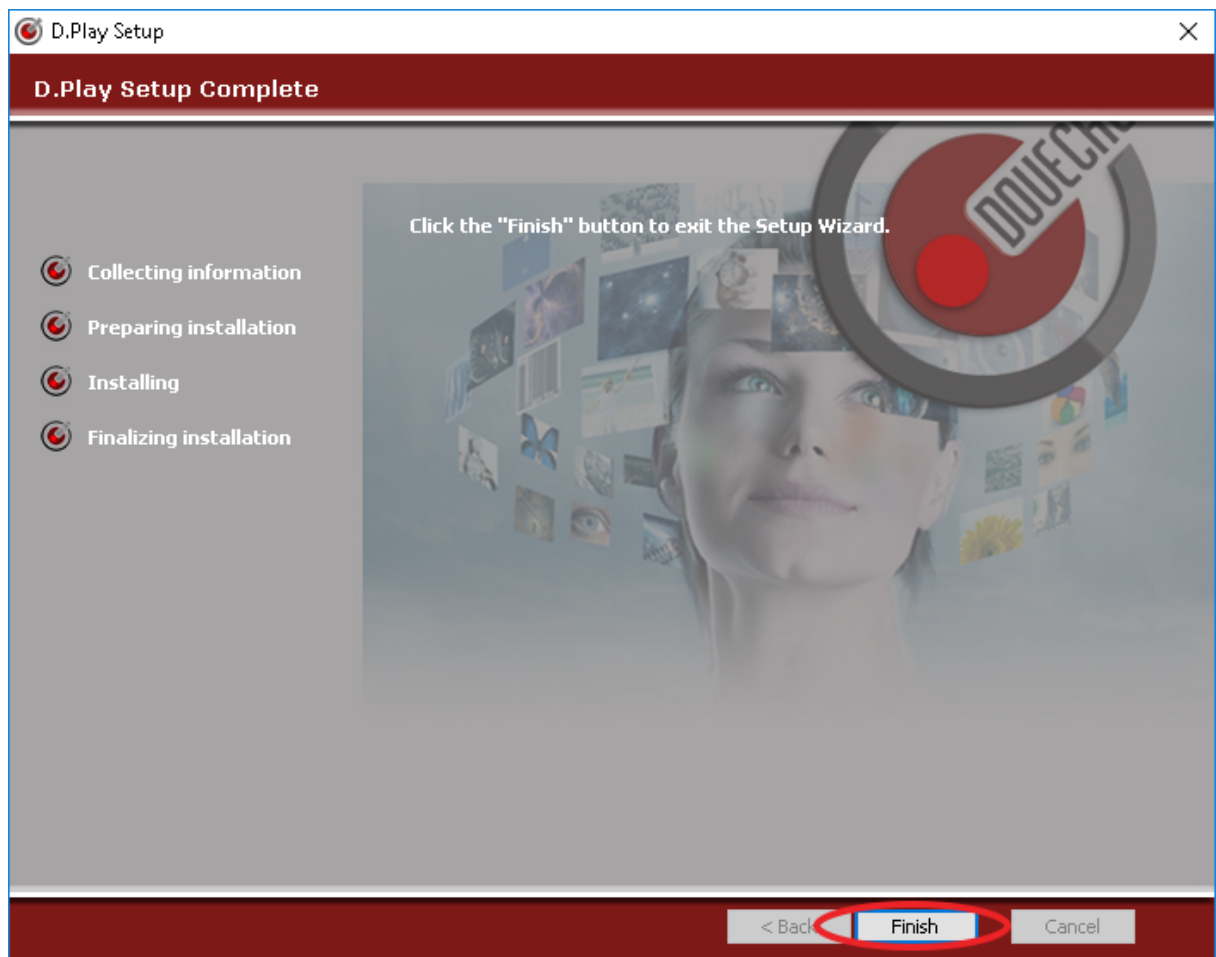 D.Play Setup
D.Play Setup Complete
Click the "Finish" button to exit the Setup Wizard.
Collecting information
Preparing installation
Installing
Finalizing installation
< Back
Finish
Cancel